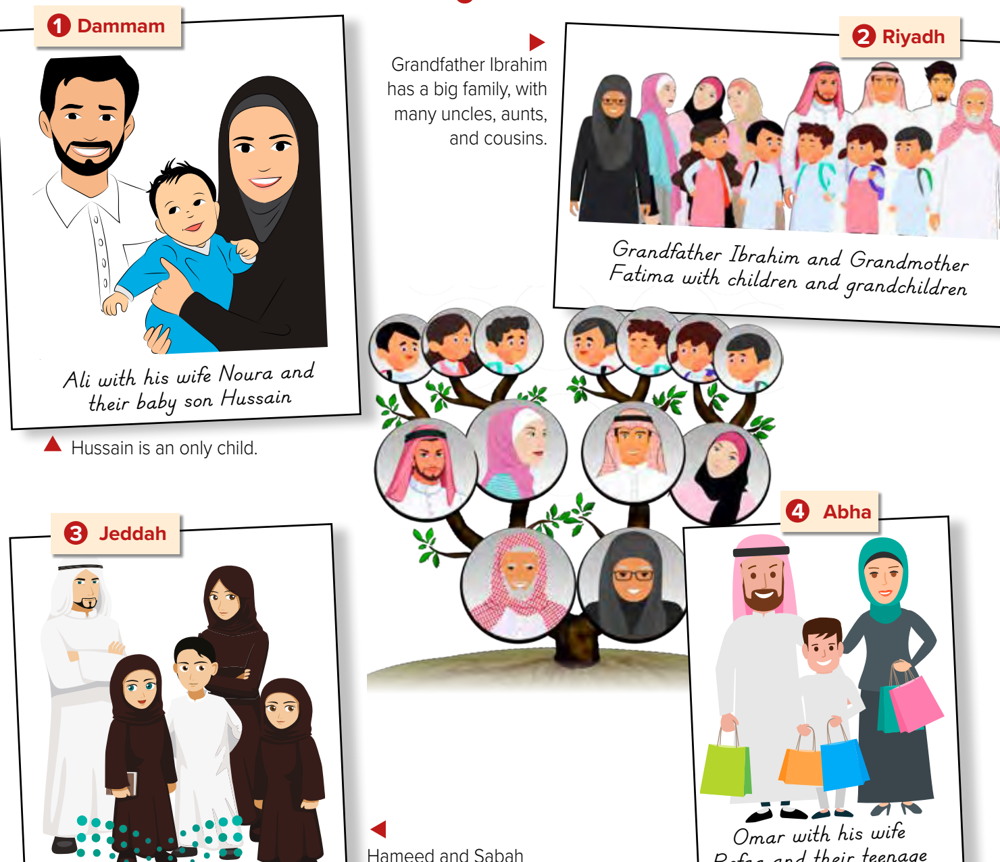 1 Dammam
Ali with his wife Noura and
their baby son Hussain
Hussain is an only child.
Grandfather Ibrahim
has a big family, with
many uncles, aunts,
and cousins.
2 Riyadh
Grandfather Ibrahim and Grandmother
Fatima with children and grandchildren
3 Jeddah
Hameed and Sabah
4 Abha
Omar with his wife
and their teenage